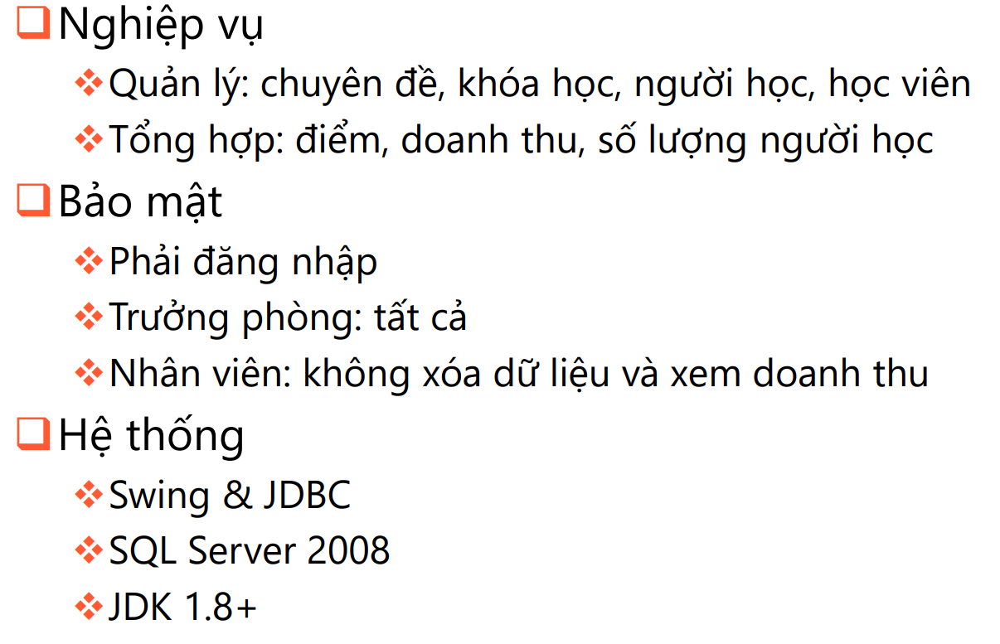 Nghiệp vụ
Quản lý: chuyên đề, khóa học, người học, học viên
Tổng hợp: điểm, doanh thu, số lượng người học
Bảo mật
Phải đăng nhập
Trưởng phòng: tất cả
Nhân viên: không xóa dữ liệu và xem doanh thu
Hệ thống
Swing & JDBC
SQL Server 2008
JDK 1.8+